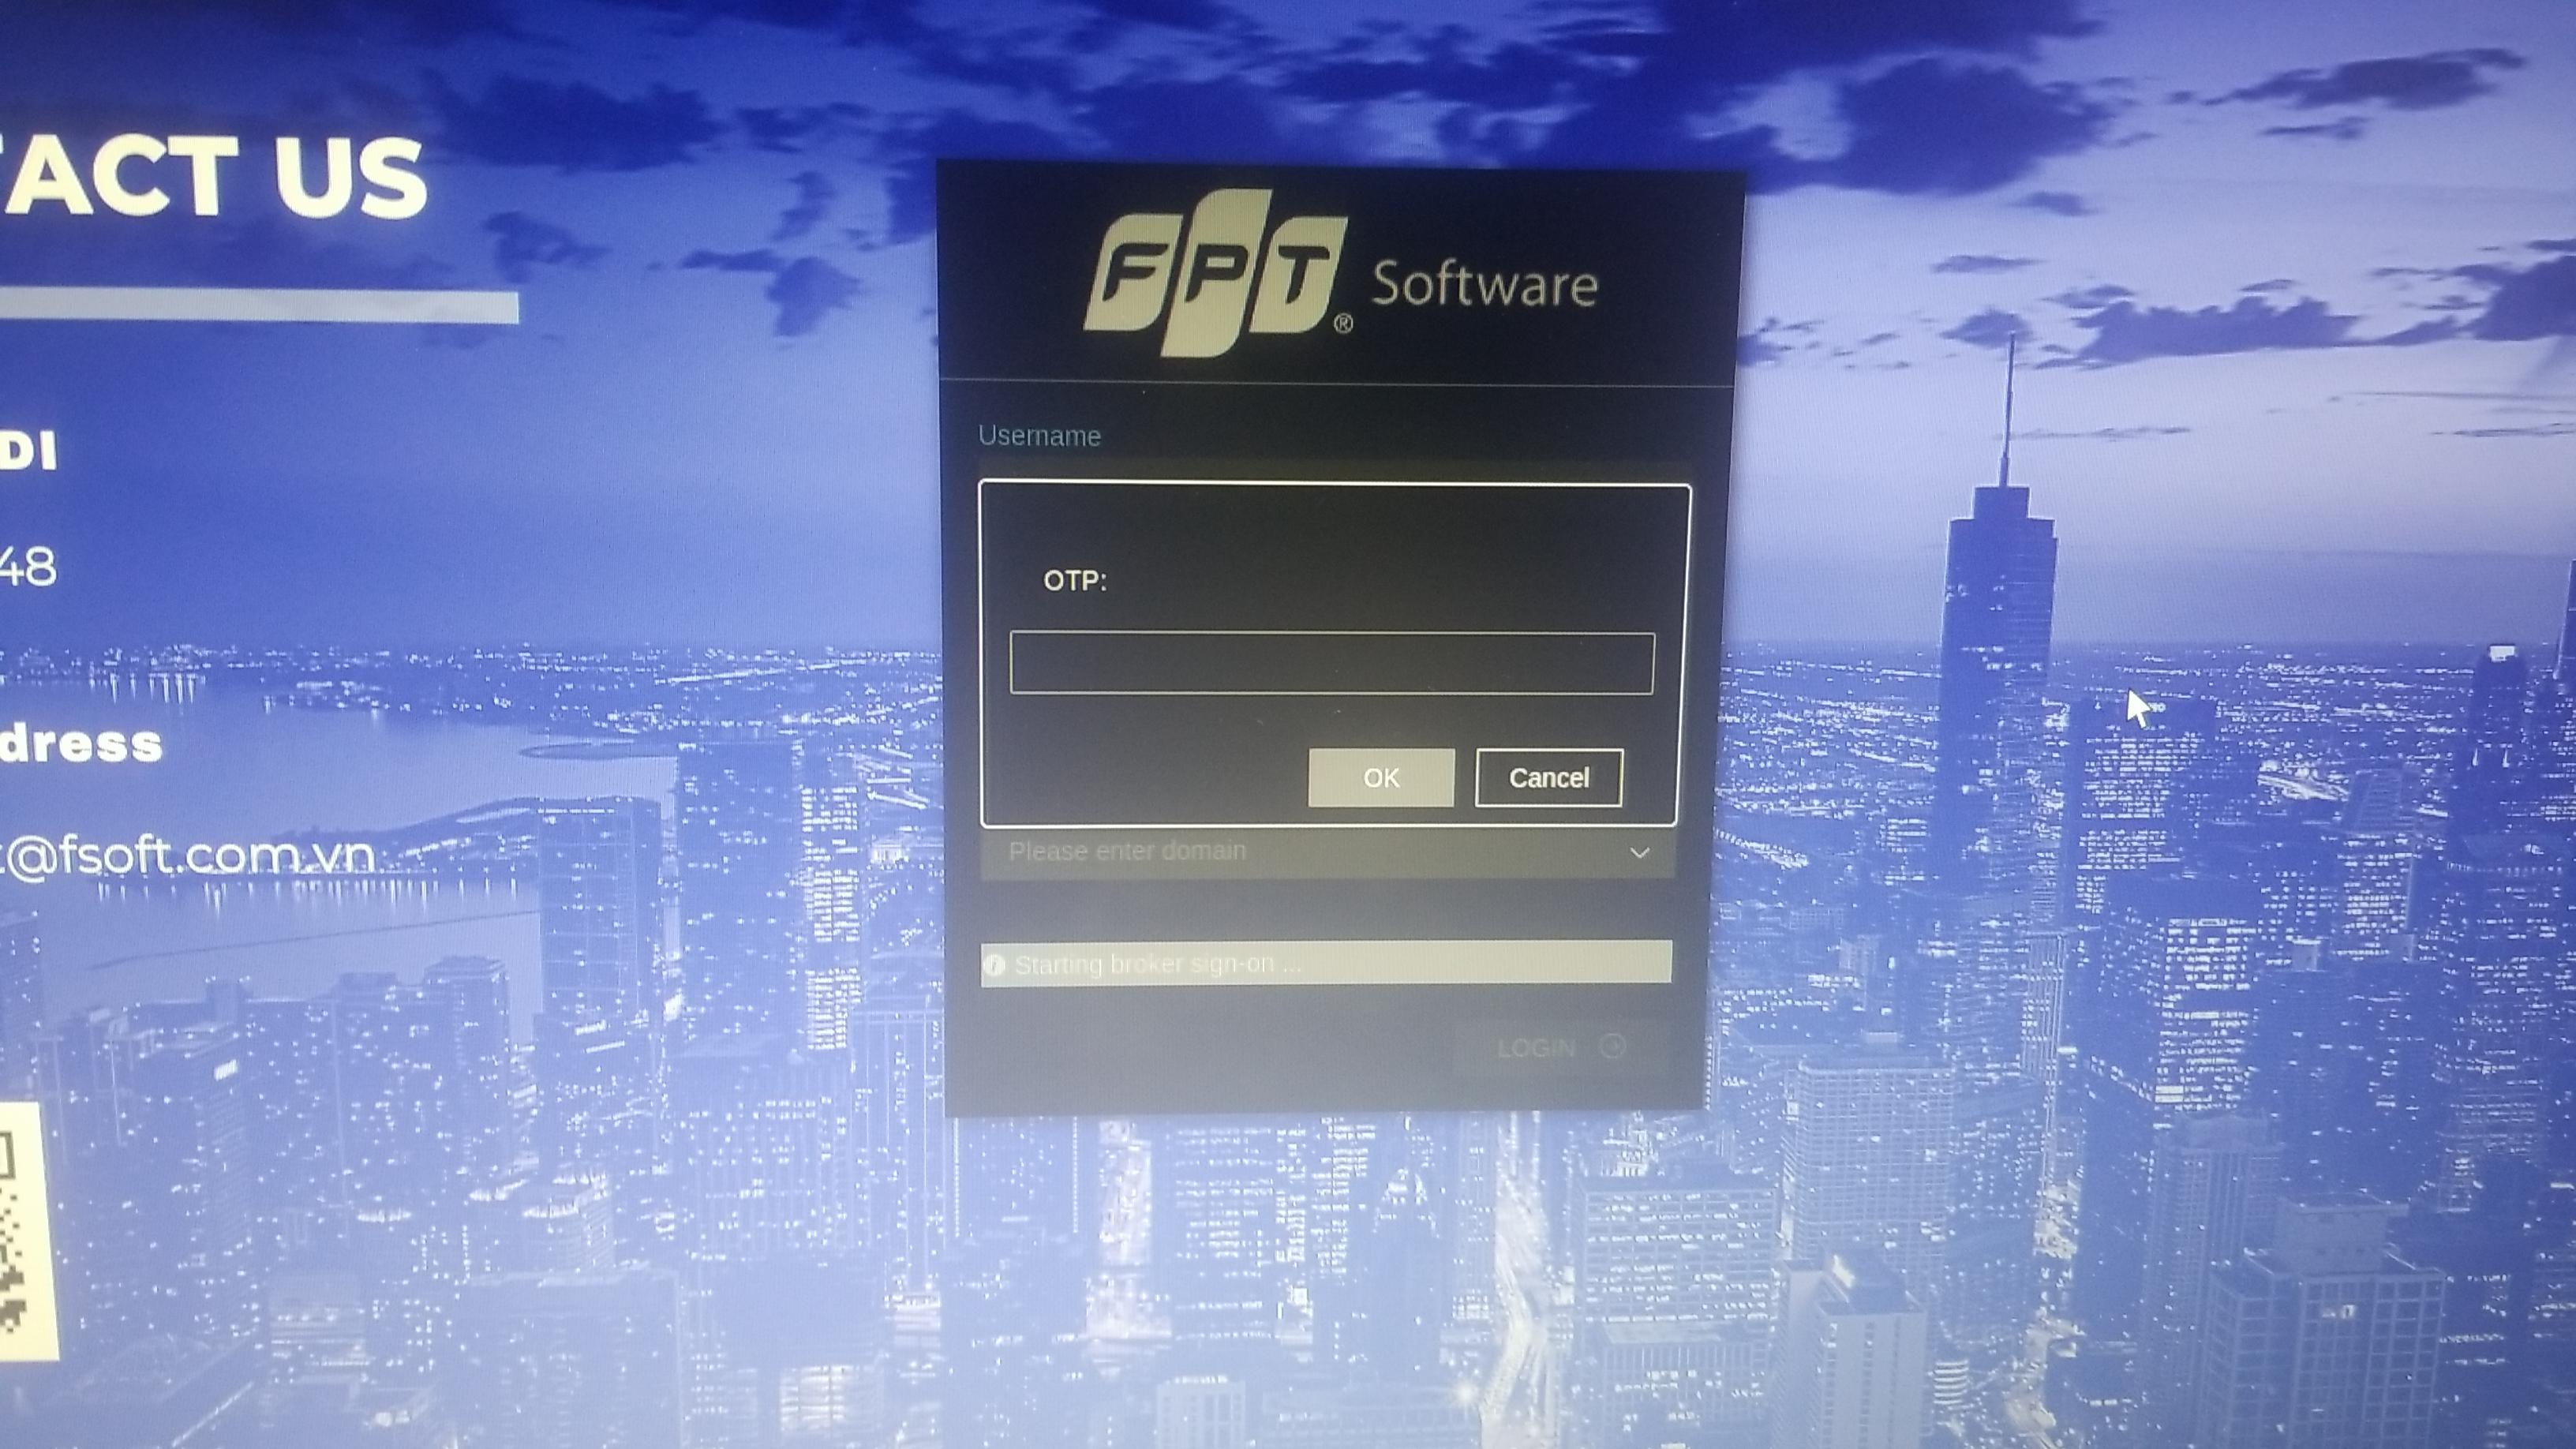 ACT US
DI
48
dress
@fsoft.com.vn
FPT® Software
Username
OTP:
OK
Cancel
Please enter domain
Starting broker sign-on ...
LOGIN